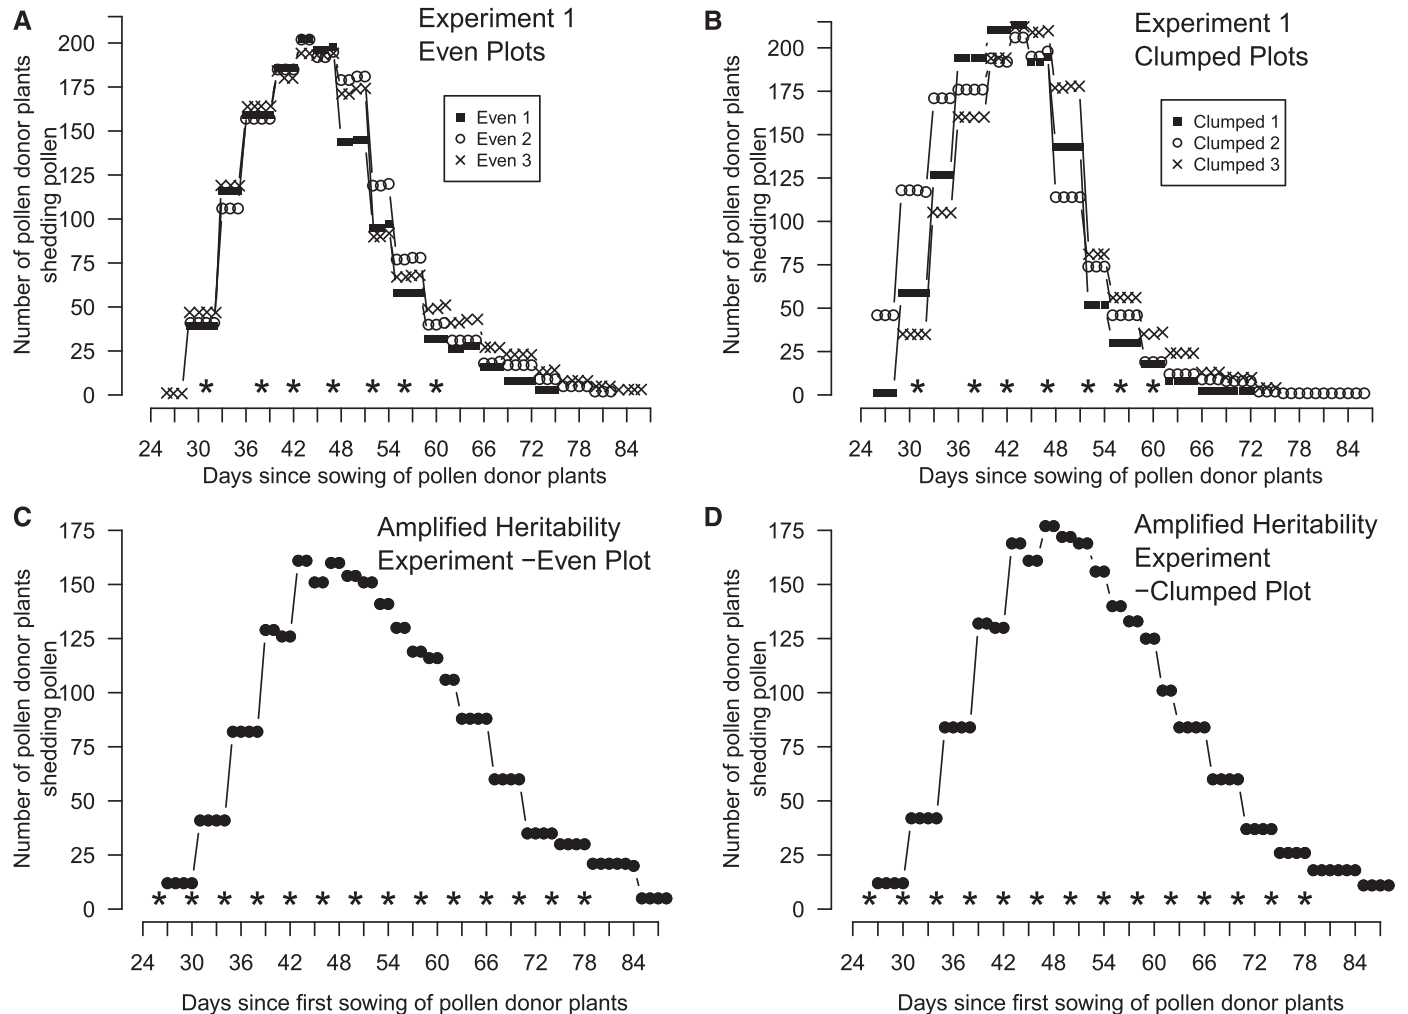 A
Experiment 1
Even Plots
Number of pollen donor plants
shedding pollen
200
175
150
125
100
75
50
25
0
Even 1
Even 2
Even 3
* * * * * * *
24 30 36 42 48 54 60 66 72 78 84
Days since sowing of pollen donor plants
B
Experiment 1
Clumped Plots
Number of pollen donor plants
shedding pollen
200
175
150
125
100
75
50
25
0
Clumped 1
Clumped 2
Clumped 3
* * * * * * *
24 30 36 42 48 54 60 66 72 78 84
Days since sowing of pollen donor plants
C
Amplified Heritability
Experiment −Even Plot
Number of pollen donor plants
shedding pollen
175
150
125
100
75
50
25
0
* * * * * * * * * * * * * *
24 30 36 42 48 54 60 66 72 78 84
Days since first sowing of pollen donor plants
D
Amplified Heritability
Experiment
−Clumped Plot
Number of pollen donor plants
shedding pollen
175
150
125
100
75
50
25
0
* * * * * * * * * * * * * *
24 30 36 42 48 54 60 66 72 78 84
Days since first sowing of pollen donor plants